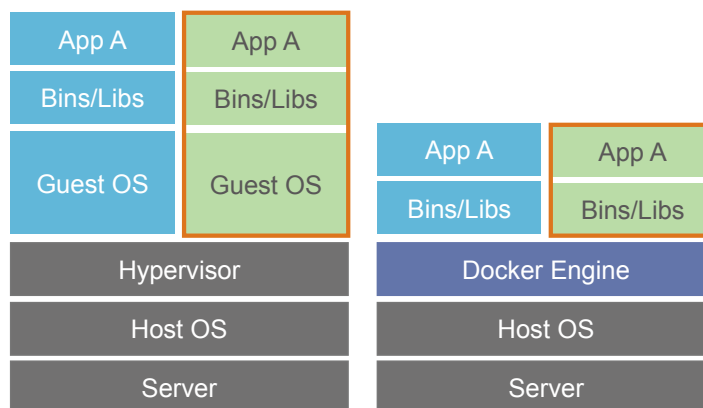 App A
App A
Bins/Libs
Bins/Libs
Guest OS
Guest OS
Hypervisor
Host OS
Server
App A
App A
Bins/Libs
Bins/Libs
Docker Engine
Host OS
Server